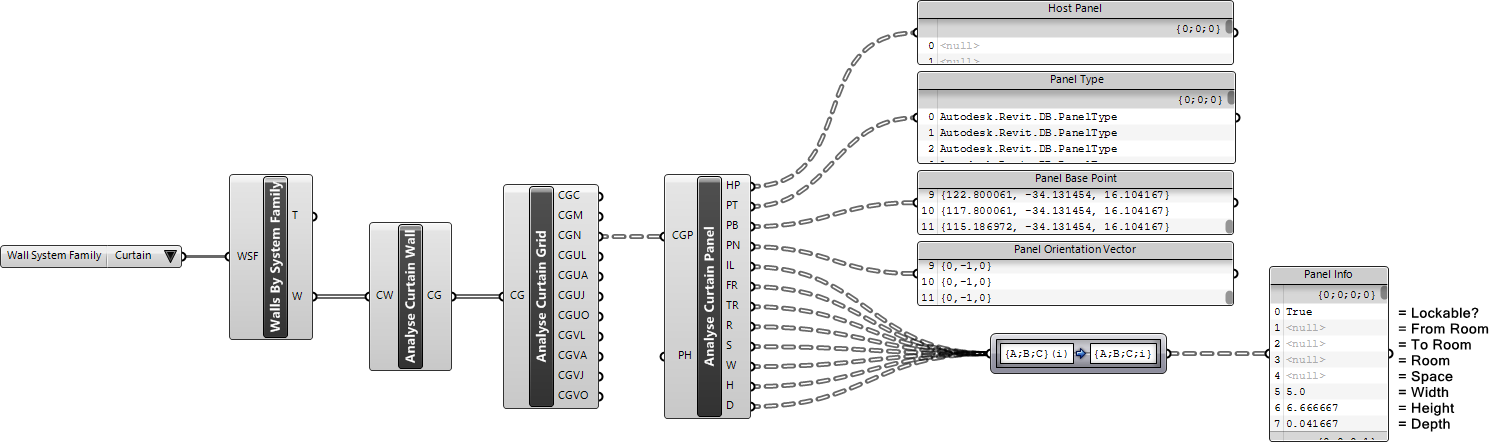 Wall System Family Curtain
WSF
Walls By System Family
T
W
CW
Analyse Curtain Wall
CG
CG
Analyse Curtain Grid
CGC
CGM
CGN
CGUL
CGUA
CGUJ
CGUO
CGVL
CGVA
CGVJ
CGVO
CGP
PH
Analyse Curtain Panel
HP
PT
PB
PN
IL
FR
TR
R
S
W
H
D
Host Panel
{0;0;0}
0 <null>
1 <null>
Panel Type
{0;0;0}
0 Autodesk.Revit.DB.PanelType
1 Autodesk.Revit.DB.PanelType
2 Autodesk.Revit.DB.PanelType
Panel Base Point
9 {122.800061, -34.131454, 16.104167}
10 {117.800061, -34.131454, 16.104167}
11 {115.186972, -34.131454, 16.104167}
Panel Orientation Vector
9 {0,-1,0}
10 {0,-1,0}
11 {0,-1,0}
{A;B;C}(i) {A;B;C;i}
Panel Info
{0;0;0;0}
0 True = Lockable?
1 <null> = From Room
2 <null> = To Room
3 <null> = Room
4 <null> = Space
5 5.0 = Width
6 6.666667 = Height
7 0.041667 = Depth